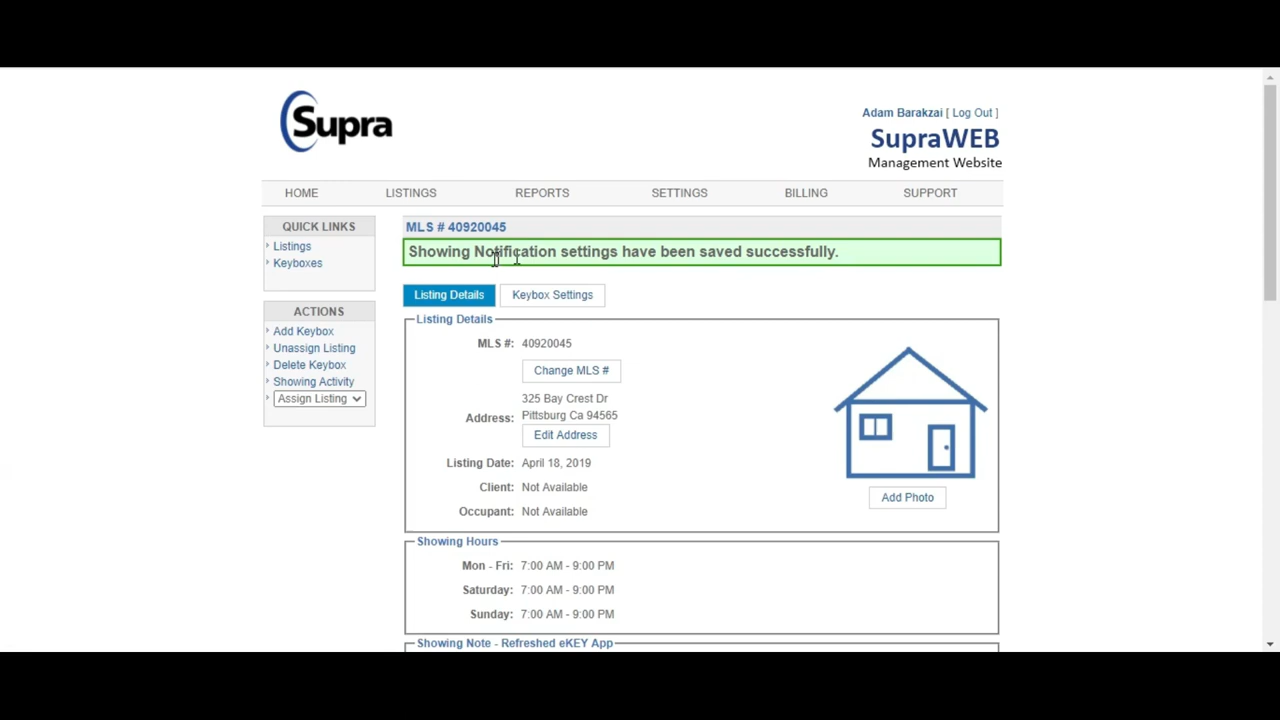 Supra
Adam Barakzai [ Log Out ]
SupraWEB
Management Website
HOME LISTINGS REPORTS SETTINGS BILLING SUPPORT
QUICK LINKS
Listings
Keyboxes
ACTIONS
Add Keybox
Unassign Listing
Delete Keybox
Showing Activity
Assign Listing
MLS # 40920045
Showing Notification settings have been saved successfully.
Listing Details Keybox Settings
Listing Details
MLS #: 40920045
Change MLS #
325 Bay Crest Dr
Address: Pittsburg Ca 94565
Edit Address
Listing Date: April 18, 2019
Client: Not Available
Occupant: Not Available
Add Photo
Showing Hours
Mon - Fri: 7:00 AM - 9:00 PM
Saturday: 7:00 AM - 9:00 PM
Sunday: 7:00 AM - 9:00 PM
Showing Note - Refreshed eKEY App